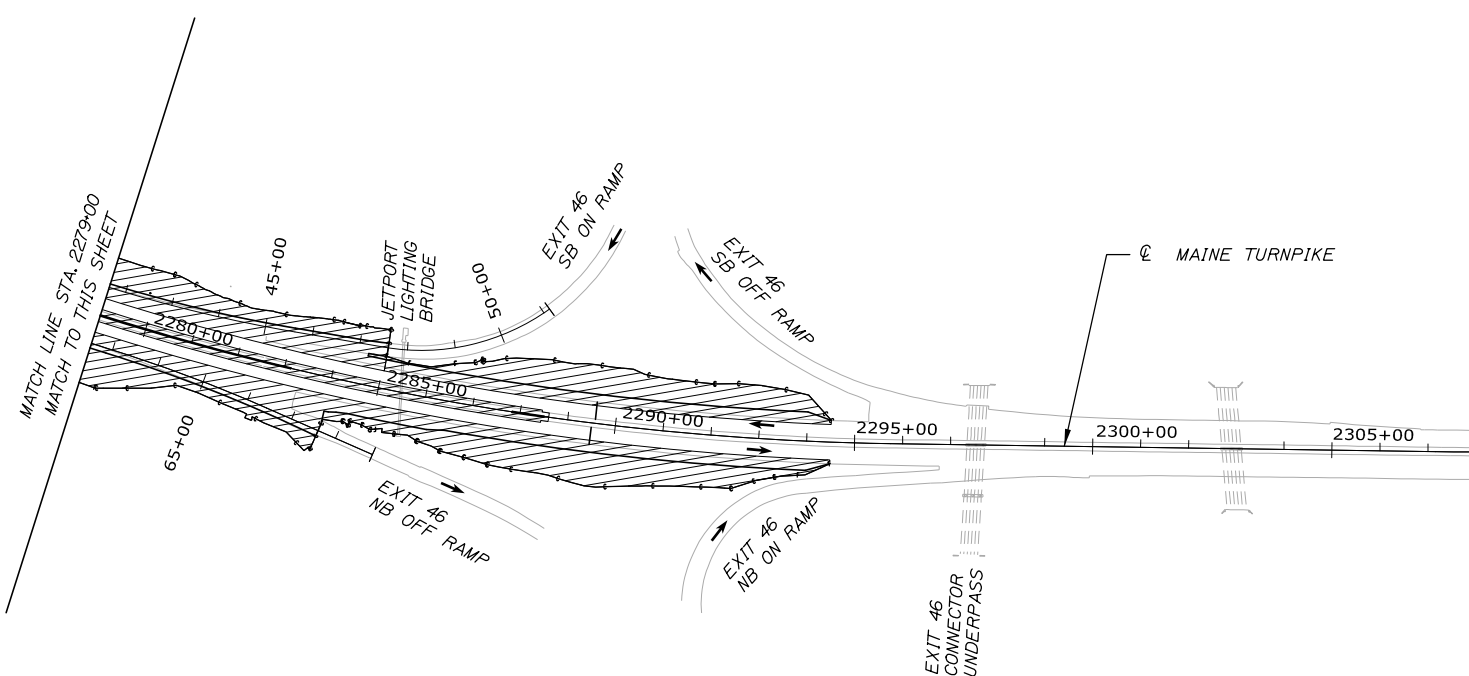 MATCH LINE STA. 2279+00
MATCH TO THIS SHEET
45+00
65+00
JETPORT
LIGHTING
BRIDGE
50+00
EXIT 46
SB ON RAMP
EXIT 46
SB OFF RAMP
℄ MAINE TURNPIKE
2280+00
2285+00
2290+00
2295+00
2300+00
2305+00
EXIT 46
NB OFF RAMP
EXIT 46
NB ON RAMP
EXIT 46
CONNECTOR
UNDERPASS